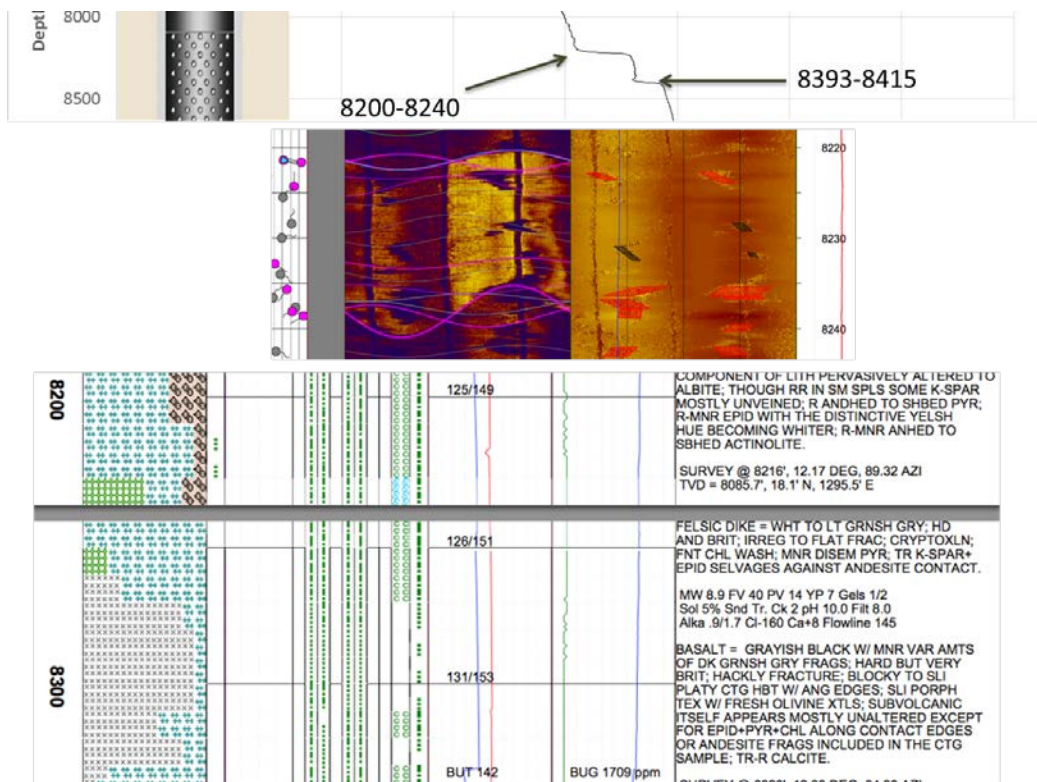 Depth
8000
8500
8200-8240
8393-8415
8220
8230
8240
8200
125/149
COMPONENT OF LITH PERVASIVELY ALTERED TO
ALBITE; THOUGH RR IN SM SPLS SOME K-SPAR
MOSTLY UNVEINED; R ANDHED TO SHBED PYR;
R-MNR EPID WITH THE DISTINCTIVE YELSH
HUE BECOMING WHITER; R-MNR ANHED TO
SBHED ACTINOLITE.
SURVEY @ 8216', 12.17 DEG, 89.32 AZI
TVD = 8085.7', 18.1' N, 1295.5' E
126/151
FELSIC DIKE = WHT TO LT GRNSH GRY; HD
AND BRIT; IRREG TO FLAT FRAC; CRYPTOXLN;
FNT CHL WASH; MNR DISEM PYR; TR K-SPAR+
EPID SELVAGES AGAINST ANDESITE CONTACT.
MW 8.9 FV 40 PV 14 YP 7 Gels 1/2
Sol 5% Snd Tr. Ck 2 pH 10.0 Filt 8.0
Alka .9/1.7 Cl-160 Ca+8 Flowline 145
8300
131/153
BASALT = GRAYISH BLACK W/ MNR VAR AMTS
OF DK GRNSH GRY FRAGS; HARD BUT VERY
BRIT; HACKLY FRACTURE; BLOCKY TO SLI
PLATY CTG HBT W/ ANG EDGES; SLI PORPH
TEX W/ FRESH OLIVINE XTLS; SUBVOLCANIC
ITSELF APPEARS MOSTLY UNALTERED EXCEPT
FOR EPID+PYR+CHL ALONG CONTACT EDGES
OR ANDESITE FRAGS INCLUDED IN THE CTG
SAMPLE; TR-R CALCITE.
BUT 142
BUG 1709 ppm